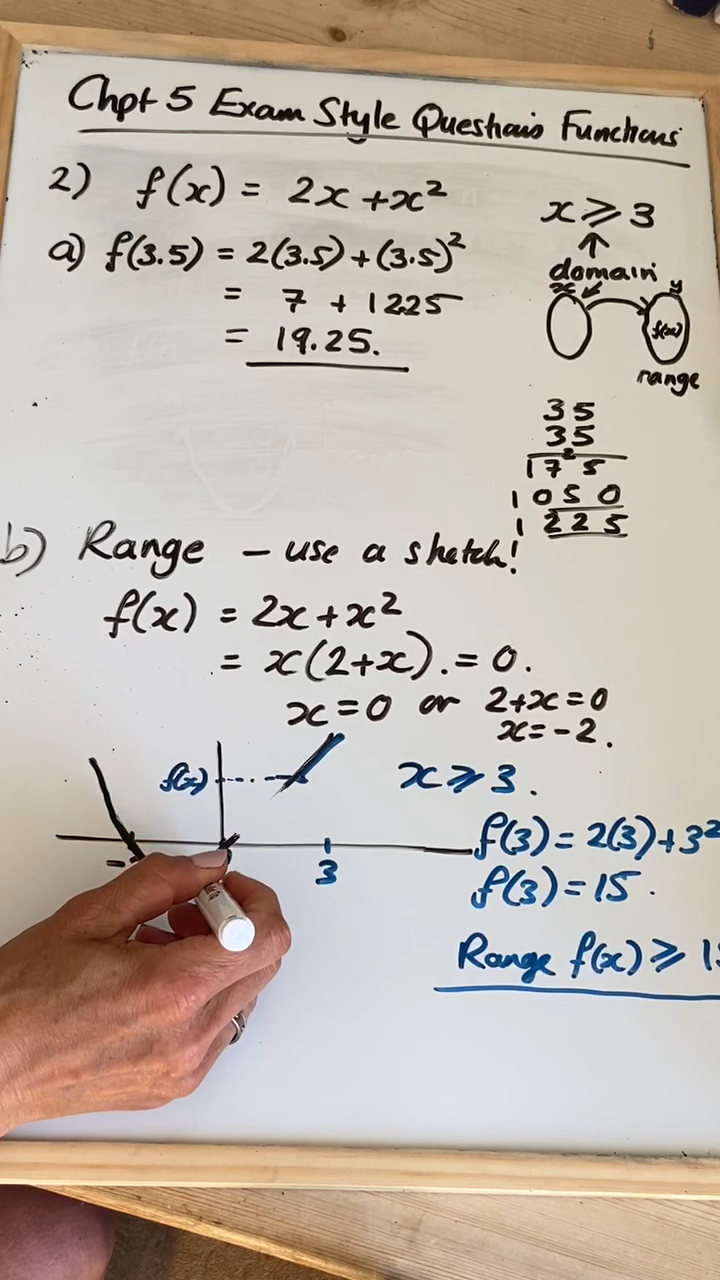 Chpt 5 Exam Style Questions Functions
2) f(x) = 2x + x²
x ⩾ 3
a) f(3.5) = 2(3.5) + (3.5)²
= 7 + 12.25
= 19.25.
domain
x
y
f(x)
range
35
35
17²5
1050
1225
b) Range – use a sketch!
f(x) = 2x + x²
= x(2+x). = 0.
x = 0 or 2+x = 0
x = -2.
f(x)
x ⩾ 3.
3
f(3) = 2(3) + 3²
f(3) = 15.
Range f(x) ⩾ 1